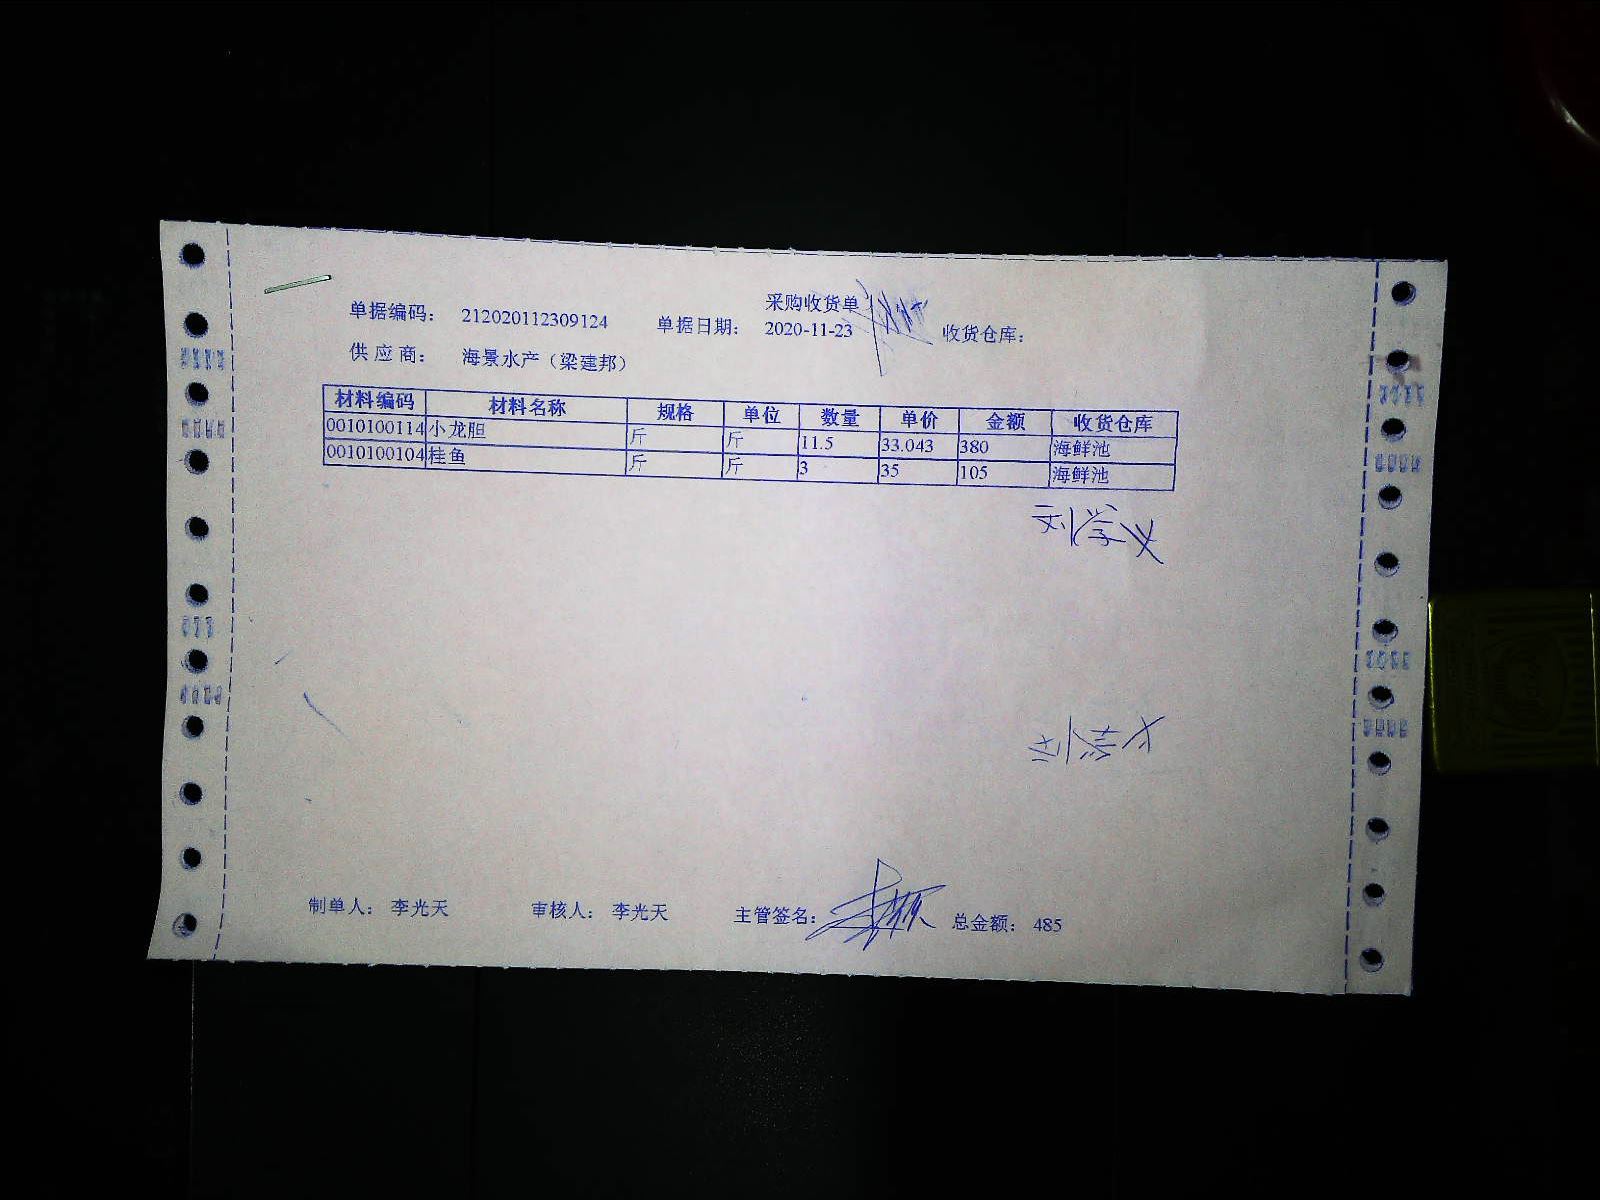 采购收货单
单据编码： 212020112309124 单据日期： 2020-11-23 收货仓库：
供 应 商： 海景水产（梁建邦）
材料编码 材料名称 规格 单位 数量 单价 金额 收货仓库
0010100114 小龙胆 斤 斤 11.5 33.043 380 海鲜池
0010100104 桂鱼 斤 斤 3 35 105 海鲜池
刘学义
制单人： 李光天 审核人： 李光天 主管签名： 总金额： 485